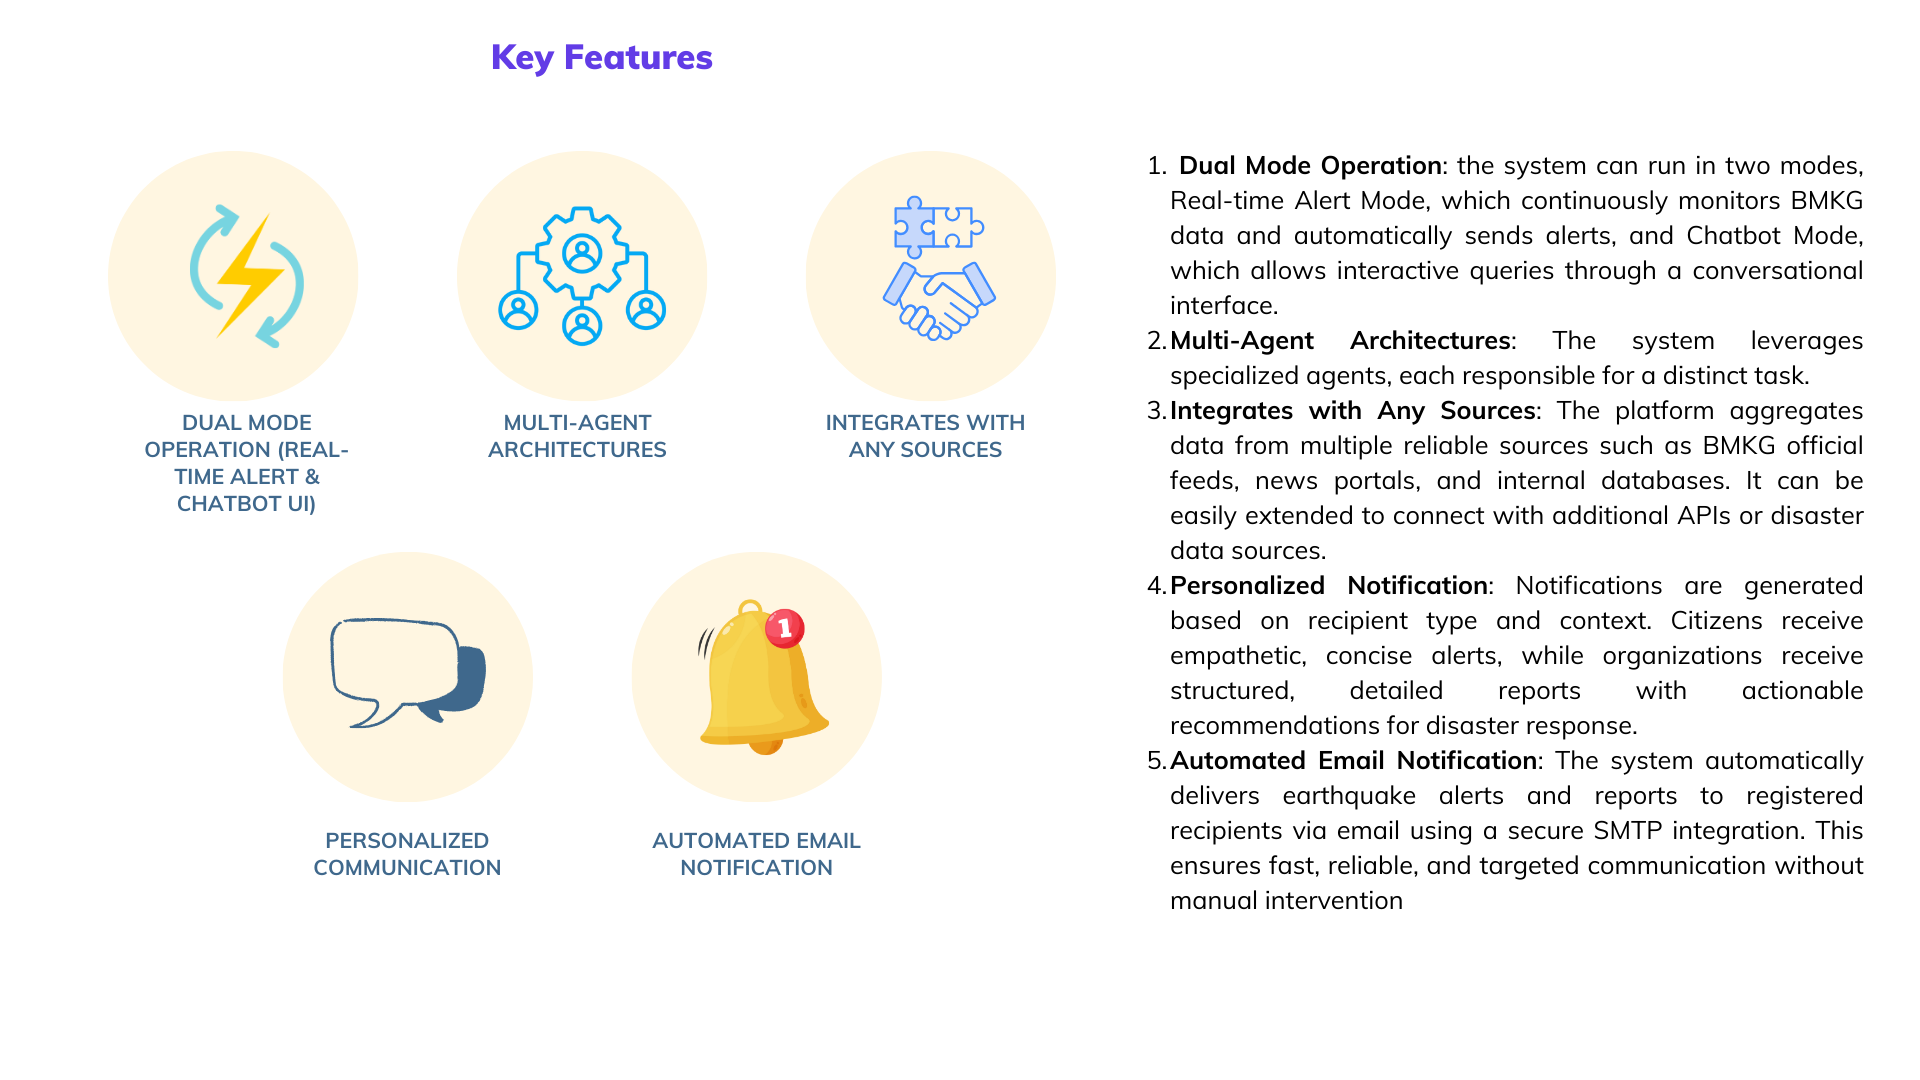 Key Features
DUAL MODE
OPERATION (REAL-
TIME ALERT &
CHATBOT UI)
MULTI-AGENT
ARCHITECTURES
INTEGRATES WITH
ANY SOURCES
1
PERSONALIZED
COMMUNICATION
AUTOMATED EMAIL
NOTIFICATION
1. Dual Mode Operation: the system can run in two modes,
Real-time Alert Mode, which continuously monitors BMKG
data and automatically sends alerts, and Chatbot Mode,
which allows interactive queries through a conversational
interface.
2. Multi-Agent Architectures: The system leverages
specialized agents, each responsible for a distinct task.
3. Integrates with Any Sources: The platform aggregates
data from multiple reliable sources such as BMKG official
feeds, news portals, and internal databases. It can be
easily extended to connect with additional APIs or disaster
data sources.
4. Personalized Notification: Notifications are generated
based on recipient type and context. Citizens receive
empathetic, concise alerts, while organizations receive
structured, detailed reports with actionable
recommendations for disaster response.
5. Automated Email Notification: The system automatically
delivers earthquake alerts and reports to registered
recipients via email using a secure SMTP integration. This
ensures fast, reliable, and targeted communication without
manual intervention